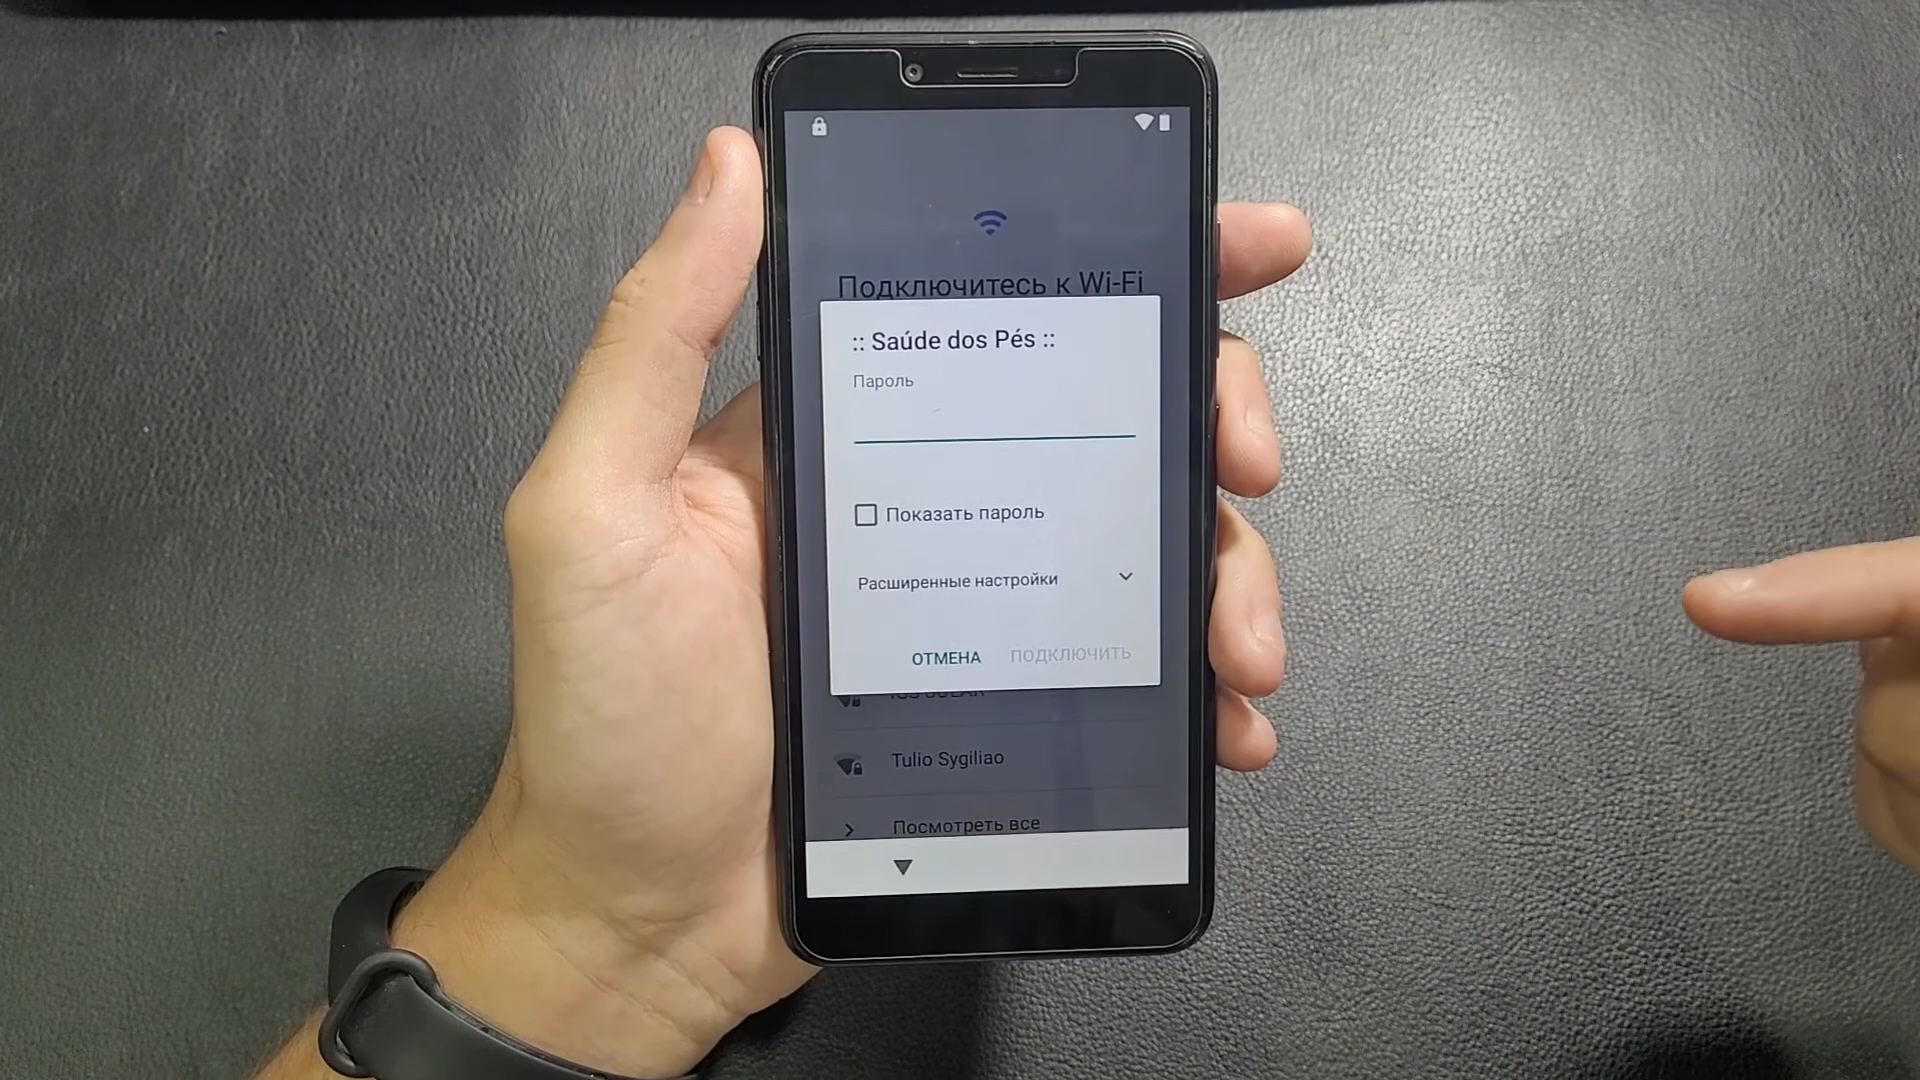 Подключитесь к Wi-Fi
:: Saúde dos Pés ::
Пароль
Показать пароль
Расширенные настройки
ОТМЕНА ПОДКЛЮЧИТЬ
Tulio Sygiliao
Посмотреть все